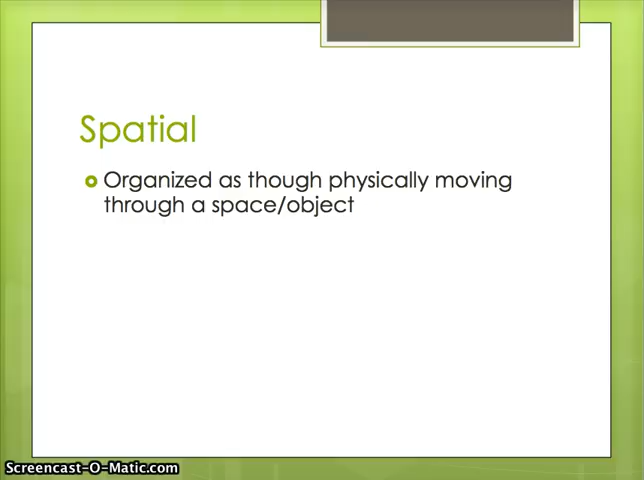 Spatial
Organized as though physically moving
through a space/object
Screencast-O-Matic.com